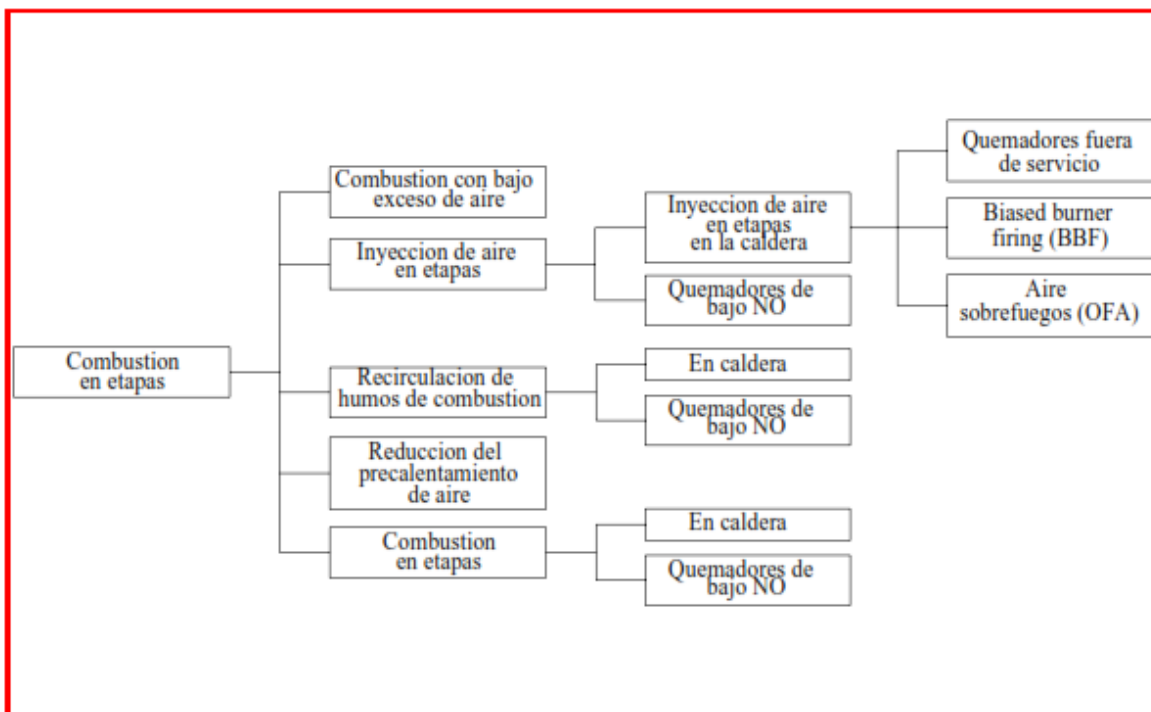 Combustion
en etapas
Combustion con bajo
exceso de aire
Inyeccion de aire
en etapas
Recirculacion de
humos de combustion
Reduccion del
precalentamiento
de aire
Combustion
en etapas
Inyeccion de aire
en etapas
en la caldera
Quemadores de
bajo NO
En caldera
Quemadores de
bajo NO
En caldera
Quemadores de
bajo NO
Quemadores fuera
de servicio
Biased burner
firing (BBF)
Aire
sobrefuegos (OFA)